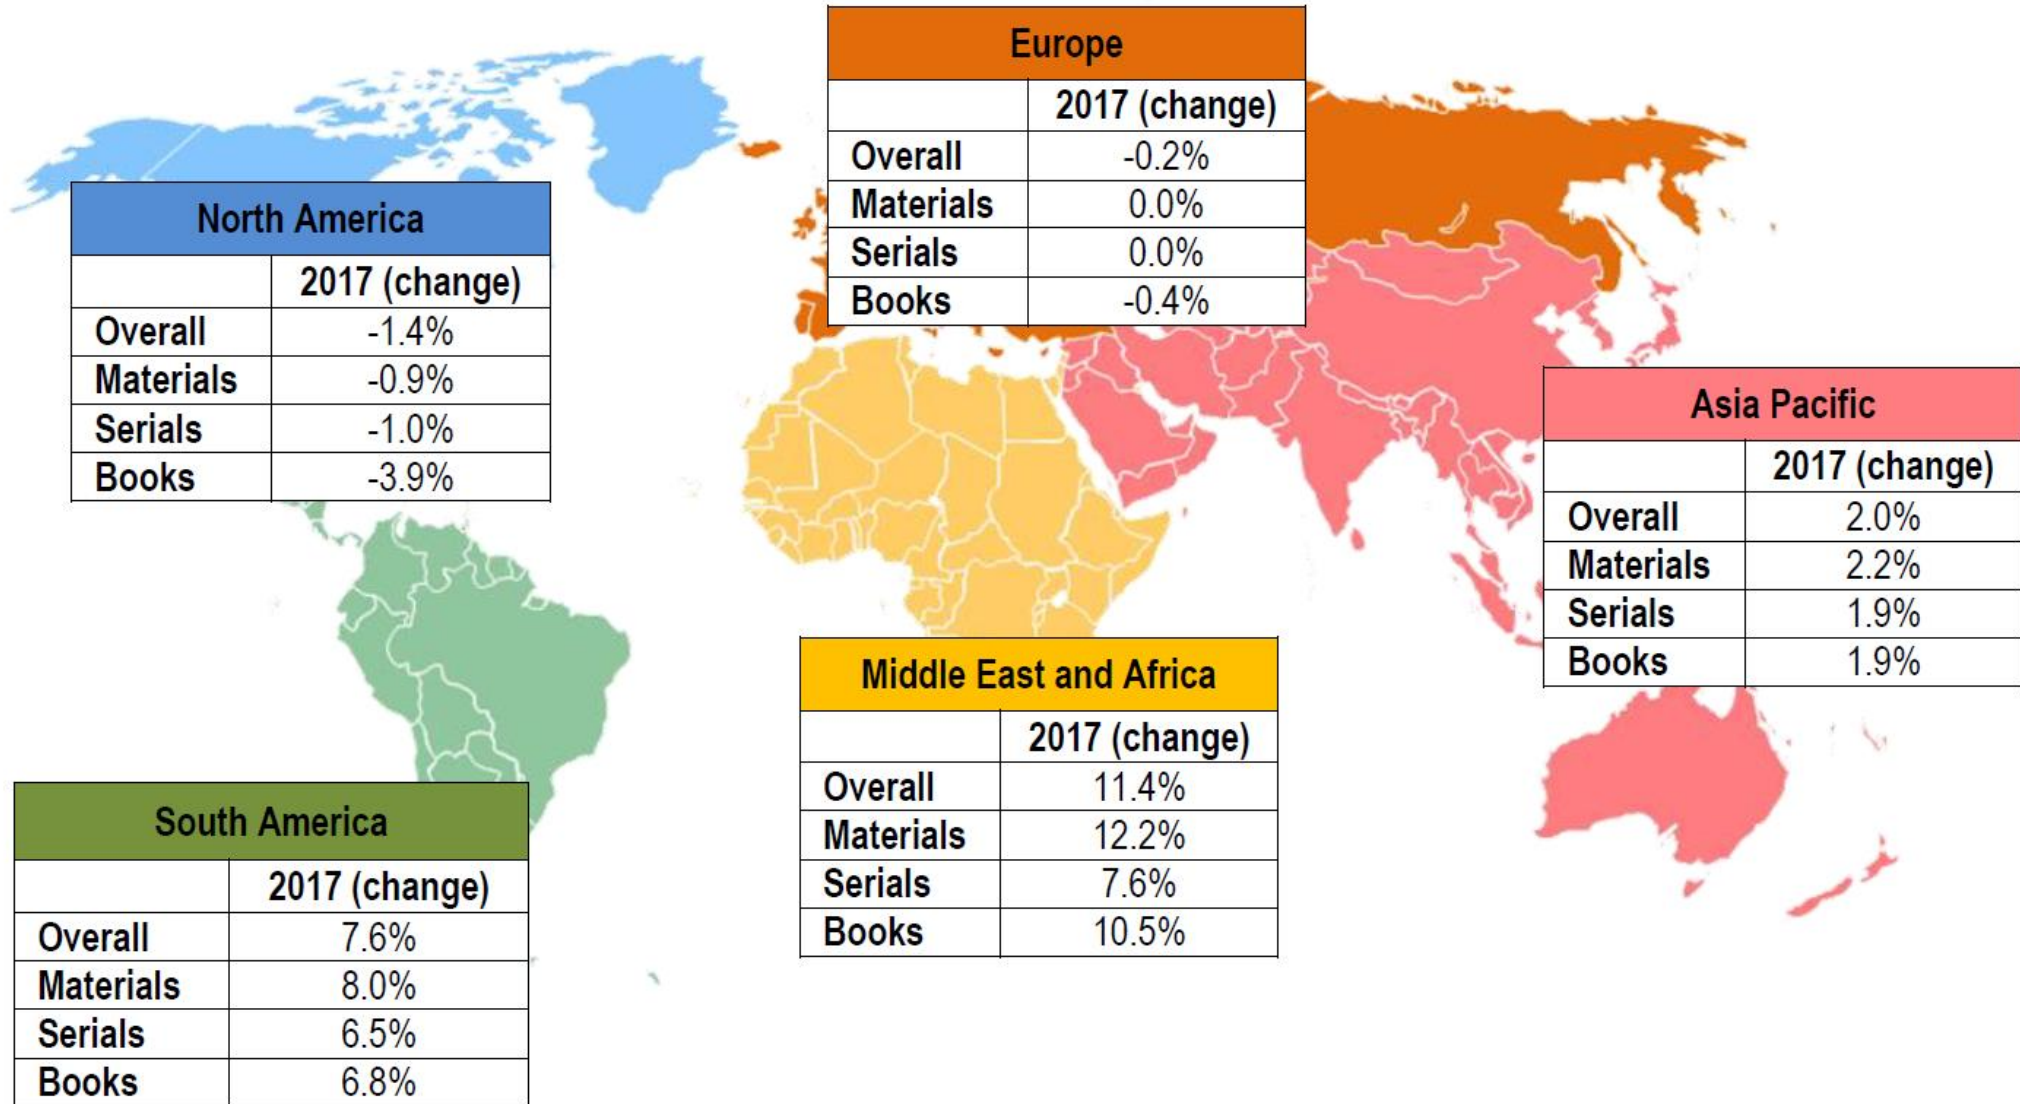 Europe
2017 (change)
Overall -0.2%
Materials 0.0%
Serials 0.0%
Books -0.4%
North America
2017 (change)
Overall -1.4%
Materials -0.9%
Serials -1.0%
Books -3.9%
Asia Pacific
2017 (change)
Overall 2.0%
Materials 2.2%
Serials 1.9%
Books 1.9%
Middle East and Africa
2017 (change)
Overall 11.4%
Materials 12.2%
Serials 7.6%
Books 10.5%
South America
2017 (change)
Overall 7.6%
Materials 8.0%
Serials 6.5%
Books 6.8%